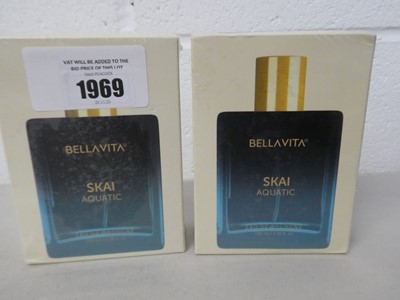 VAT WILL BE ADDED TO THE
BID PRICE OF THIS LOT
1969
BELLAVITA®
SKAI
AQUATIC
BELLAVITA®
SKAI
AQUATIC